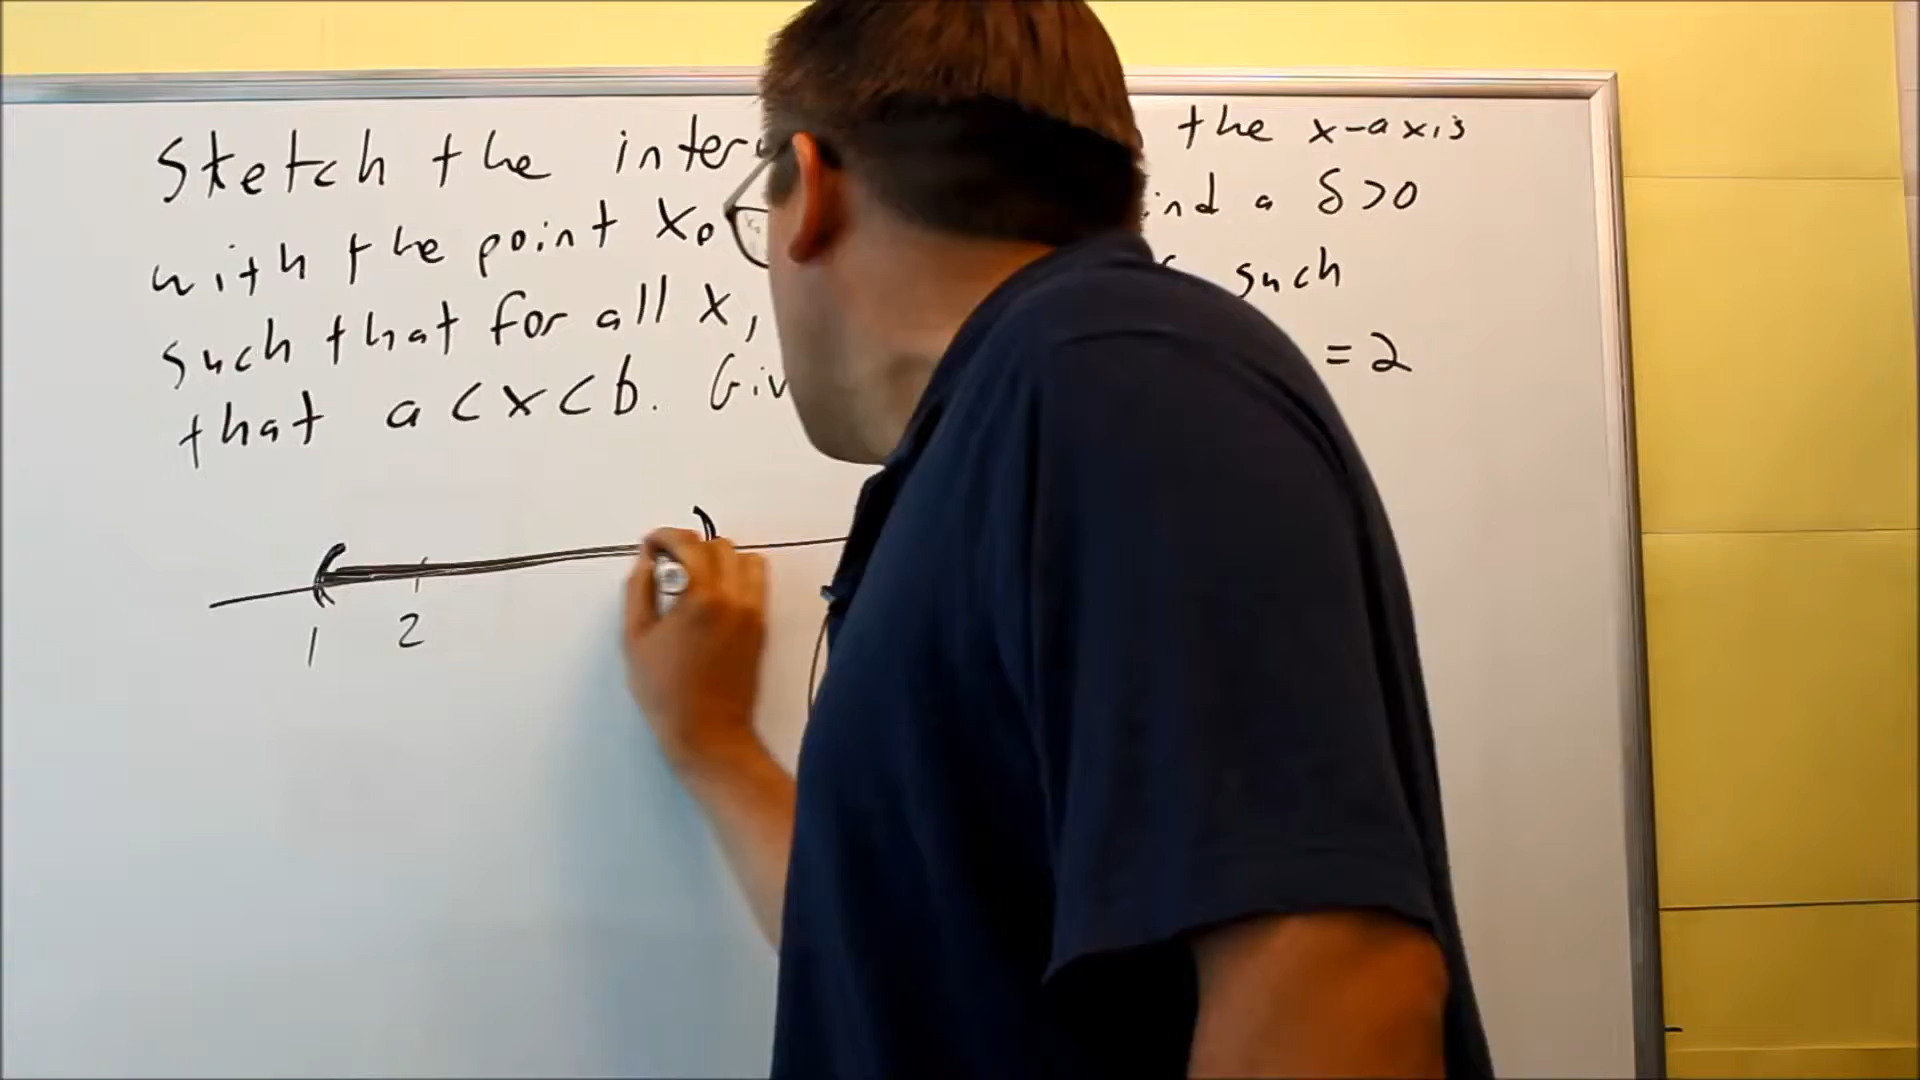 Sketch the inter the x-axis
with the point x₀ ind a δ>0
such that for all x, such
that a<x<b. Giv =2
1 2